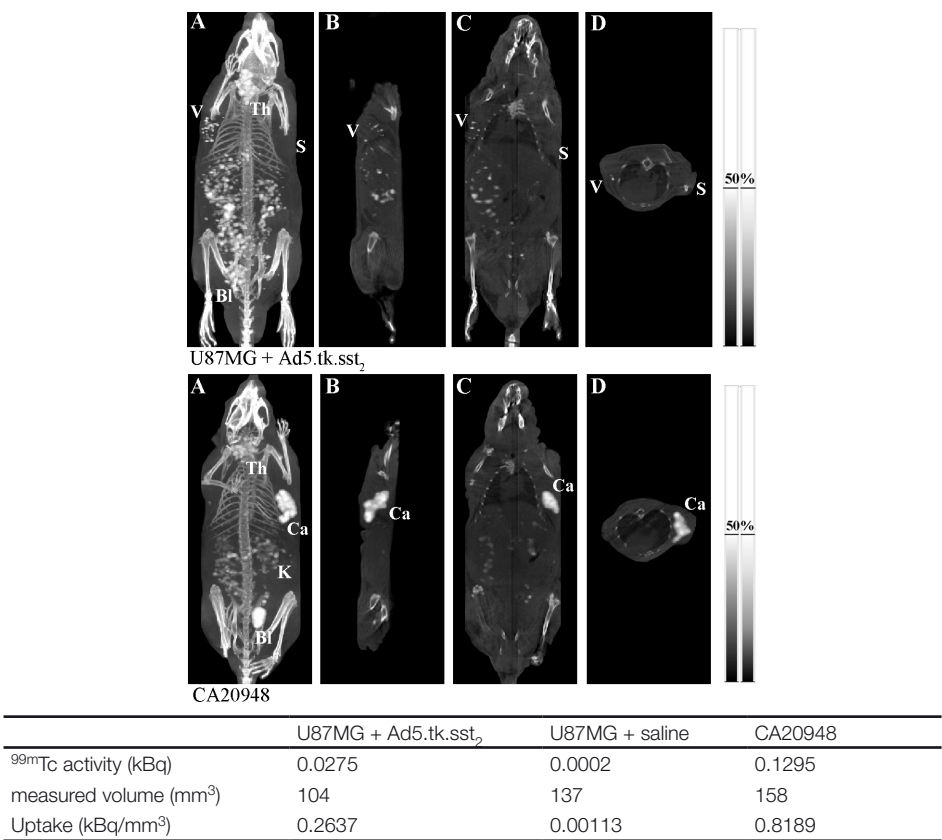 A B C D
V Th V V
S S
50%
V S
Bl
U87MG + Ad5.tk.sst₂
A B C D
Th
Ca Ca Ca Ca
50%
K
Bl
CA20948
U87MG + Ad5.tk.sst₂ U87MG + saline CA20948
⁹⁹ᵐTc activity (kBq) 0.0275 0.0002 0.1295
measured volume (mm³) 104 137 158
Uptake (kBq/mm³) 0.2637 0.00113 0.8189